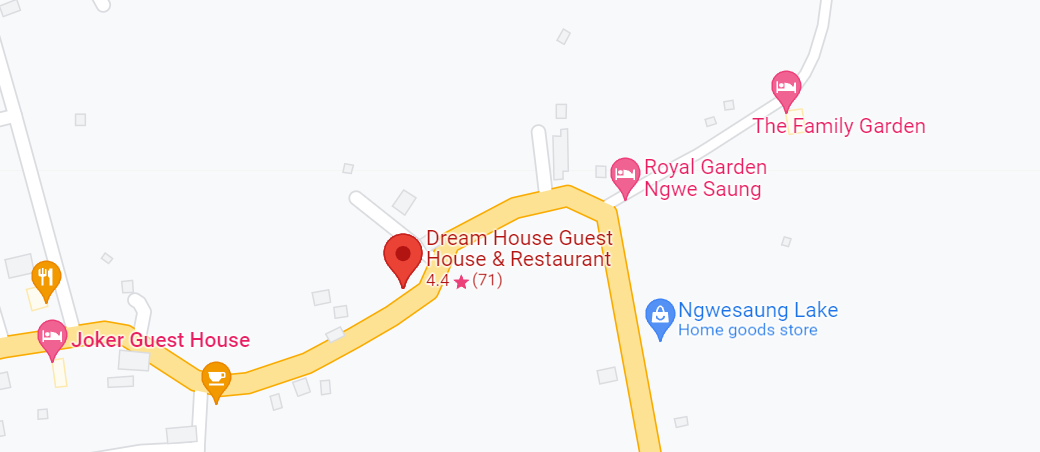 The Family Garden
Royal Garden
Ngwe Saung
Dream House Guest
House & Restaurant
4.4 ★ (71)
Ngwesaung Lake
Home goods store
Joker Guest House